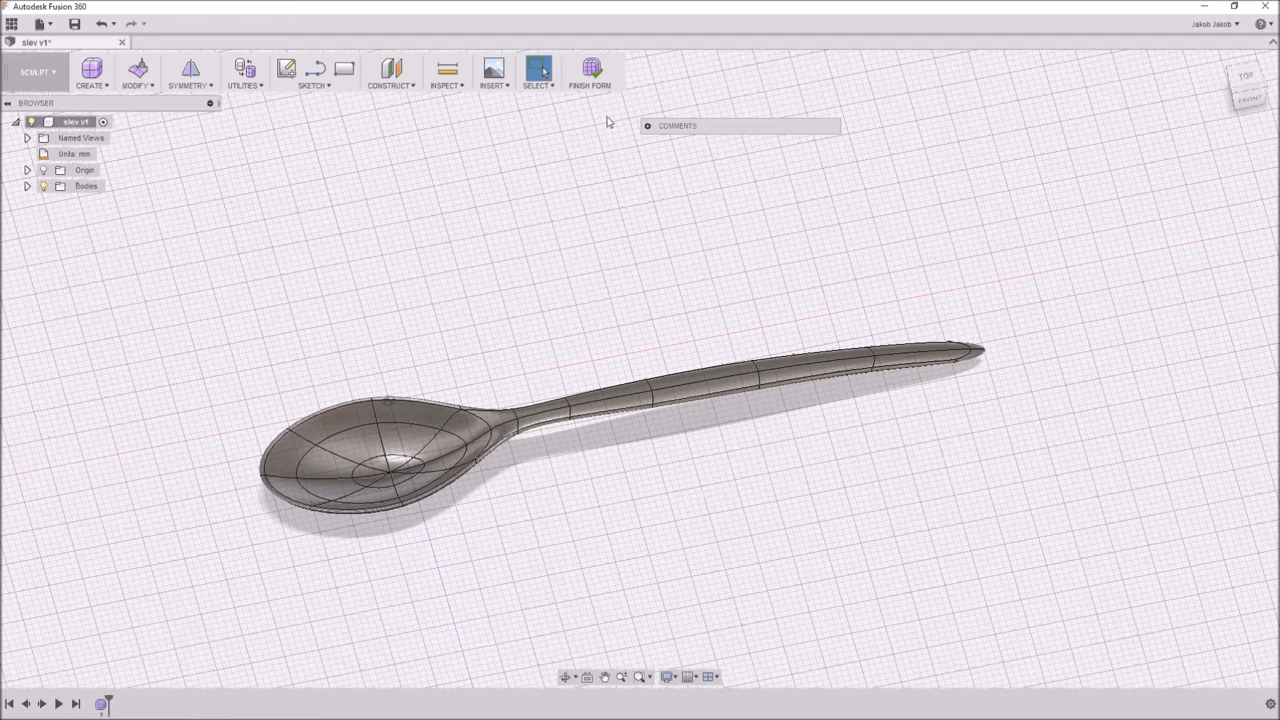 Autodesk Fusion 360
Jakob Jakob
slev v1*
SCULPT
CREATE
MODIFY
SYMMETRY
UTILITIES
SKETCH
CONSTRUCT
INSPECT
INSERT
SELECT
FINISH FORM
TOP
FRONT
BROWSER
COMMENTS
slev v1
Named Views
Units: mm
Origin
Bodies